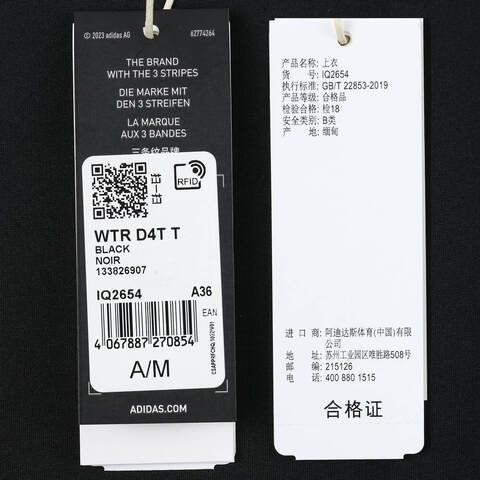 © 2023 adidas AG 62774264
THE BRAND
WITH THE 3 STRIPES
DIE MARKE MIT
DEN 3 STREIFEN
LA MARQUE
AUX 3 BANDES
三条纹品牌
扫一扫
RFID
WTR D4T T
BLACK
NOIR
133826907
IQ2654 A36
EAN
4 067887 270854
A/M
ADIDAS.COM
产品名称: 上衣
货 号: IQ2654
执行标准: GB/T 22853-2019
产品等级: 合格品
检验合格: 检18
安全类别: B类
产 地: 缅甸
进 口 商: 阿迪达斯体育(中国)有限
公司
地 址: 苏州工业园区唯胜路508号
邮 编: 215126
电 话: 400 880 1515
合格证